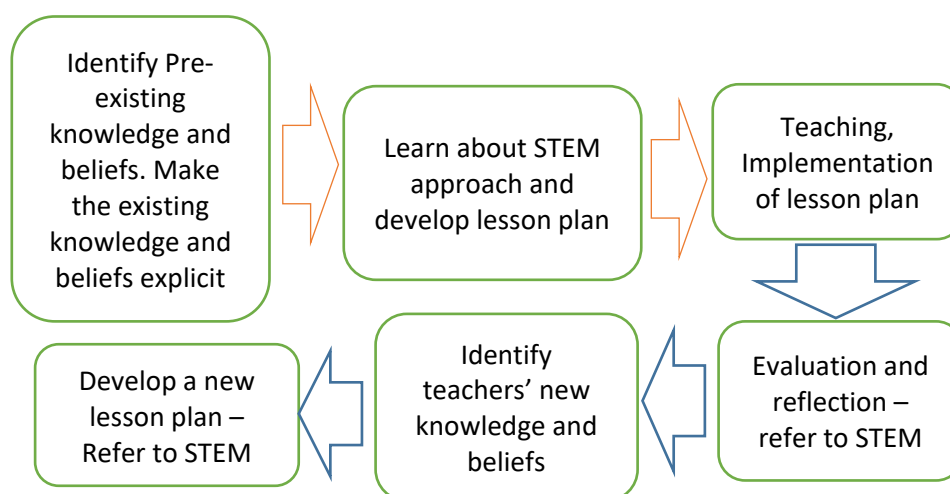 Identify Pre-
existing
knowledge and
beliefs. Make
the existing
knowledge and
beliefs explicit
Learn about STEM
approach and
develop lesson plan
Teaching,
Implementation
of lesson plan
Evaluation and
reflection –
refer to STEM
Identify
teachers’ new
knowledge and
beliefs
Develop a new
lesson plan –
Refer to STEM